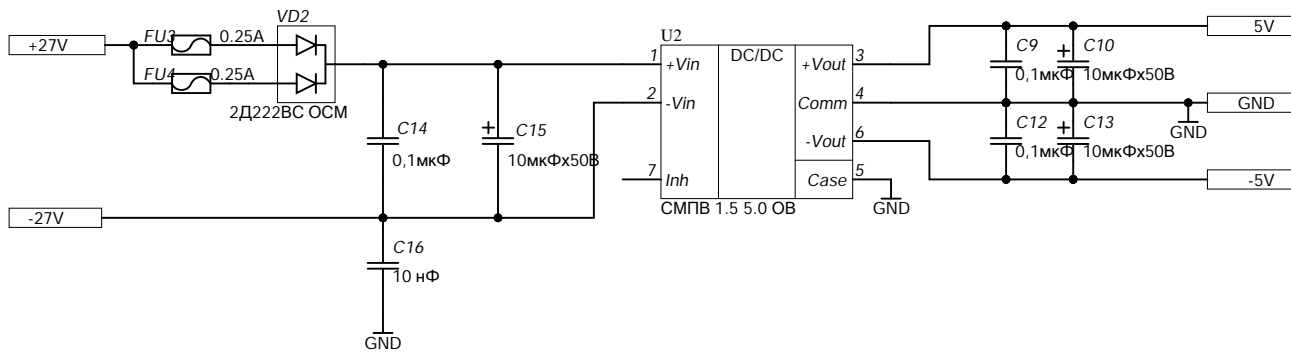 +27V
FU3 0.25A
FU4 0.25A
VD2
2Д222ВС ОСМ
C14
0,1мкФ
C15
+
10мкФх50В
-27V
C16
10 нФ
GND
U2
DC/DC
1 +Vin
2 -Vin
7 Inh
+Vout 3
Comm 4
-Vout 6
Case 5
GND
СМПВ 1.5 5.0 ОВ
C9
0,1мкФ
C10
+
10мкФх50В
C12
0,1мкФ
C13
+
10мкФх50В
GND
5V
GND
-5V